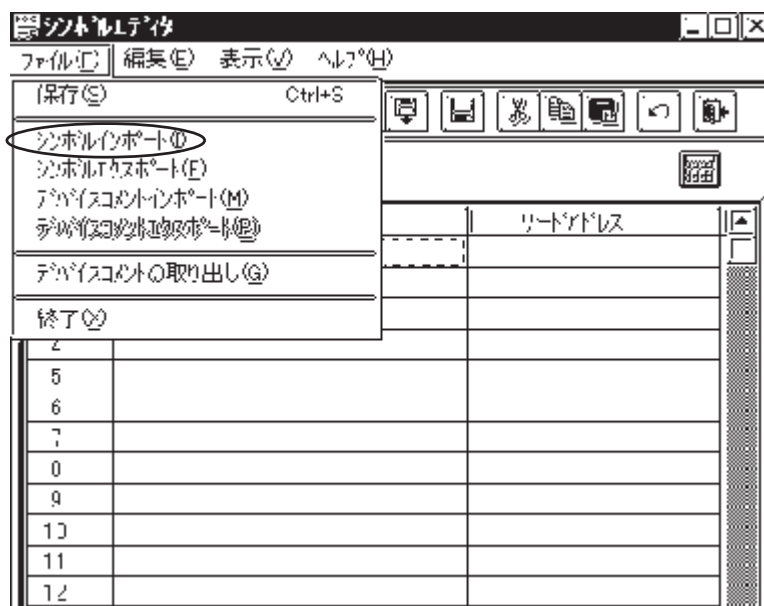 シンボルエディタ
ファイル(F) 編集(E) 表示(V) ヘルプ(H)
保存(S) Ctrl+S
シンボルインポート(I)
シンボルエクスポート(F)
デバイスコメントインポート(M)
デバイスコメントエクスポート(P)
デバイスコメントの取り出し(G)
終了(X)
リードアドレス
5
6
7
8
9
10
11
12